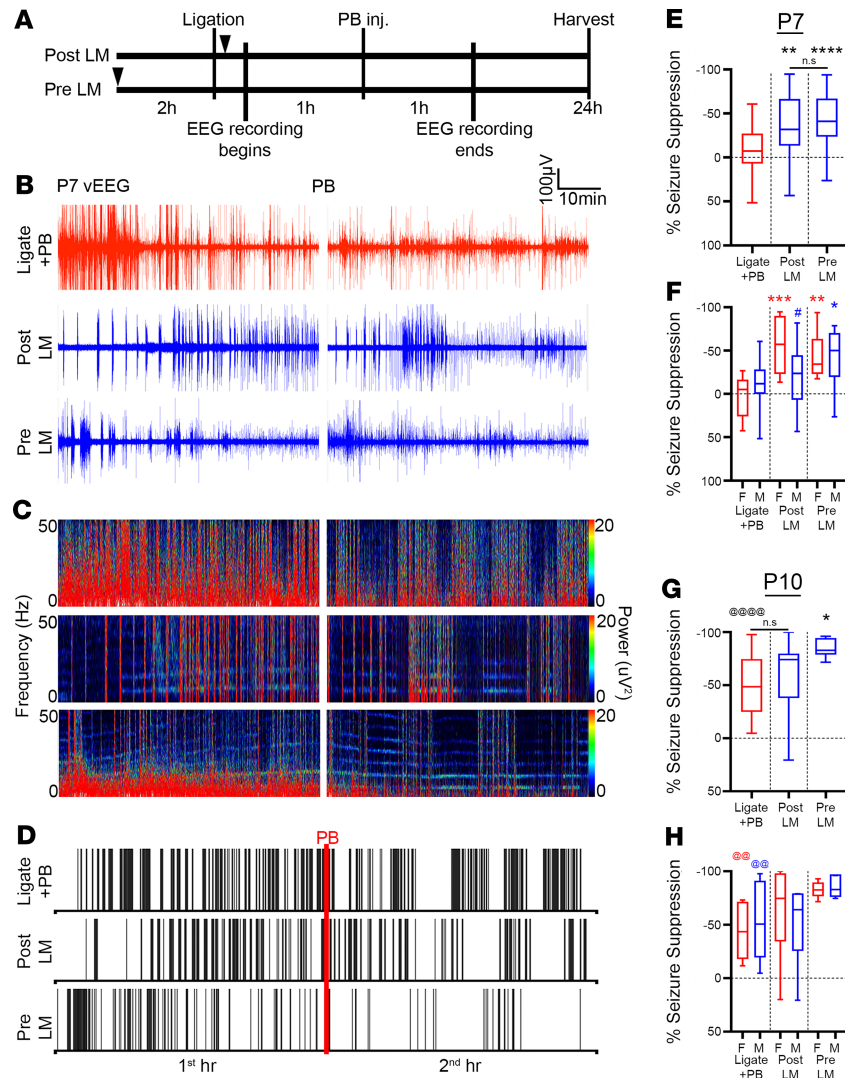 A
Ligation
PB inj.
Harvest
Post LM
Pre LM
2h
1h
1h
24h
EEG recording
begins
EEG recording
ends
B
P7 vEEG
PB
100µV
10min
Ligate
+PB
Post
LM
Pre
LM
C
Frequency (Hz)
50
0
50
0
50
0
20
0
20
0
20
0
Power (uV²)
D
PB
Ligate
+PB
Post
LM
Pre
LM
1st hr
2nd hr
E
P7
** ****
n.s
% Seizure Suppression
-100
-50
0
50
100
Ligate
+PB
Post
LM
Pre
LM
F
*** # ** *
% Seizure Suppression
-100
-50
0
50
100
F M F M F M
Ligate
+PB
Post
LM
Pre
LM
G
P10
@@@@
n.s
*
% Seizure Suppression
-100
-50
0
50
Ligate
+PB
Post
LM
Pre
LM
H
@@
@@
% Seizure Suppression
-100
-50
0
50
F M F M F M
Ligate
+PB
Post
LM
Pre
LM